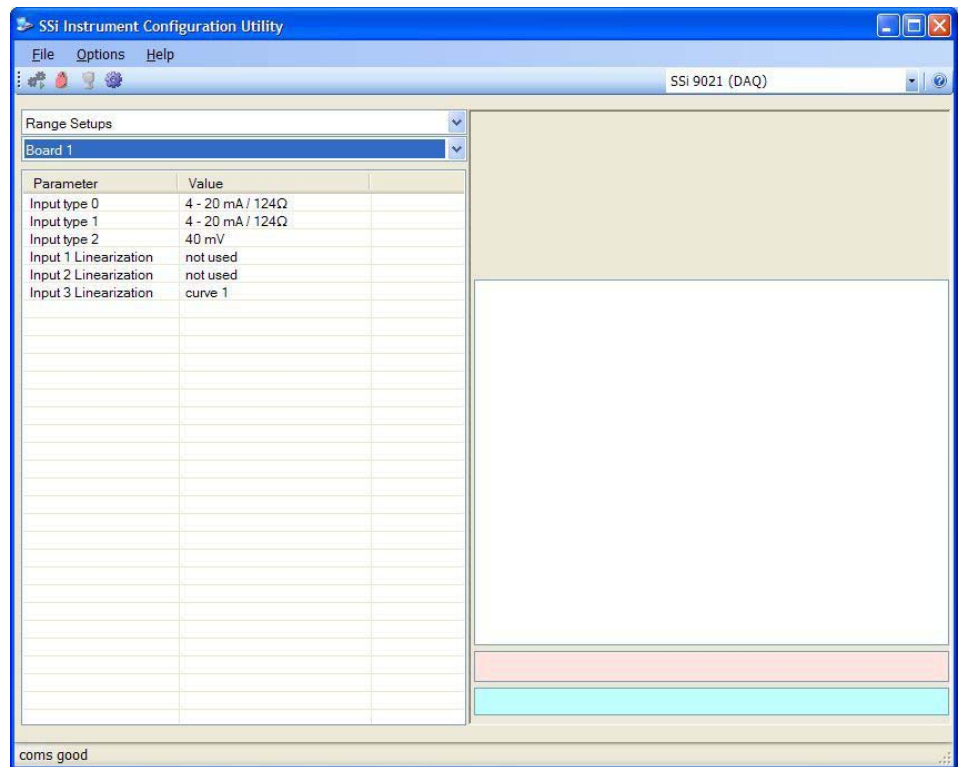 SSi Instrument Configuration Utility
File Options Help
SSi 9021 (DAQ)
Range Setups
Board 1
Parameter Value
Input type 0 4 - 20 mA / 124Ω
Input type 1 4 - 20 mA / 124Ω
Input type 2 40 mV
Input 1 Linearization not used
Input 2 Linearization not used
Input 3 Linearization curve 1
coms good